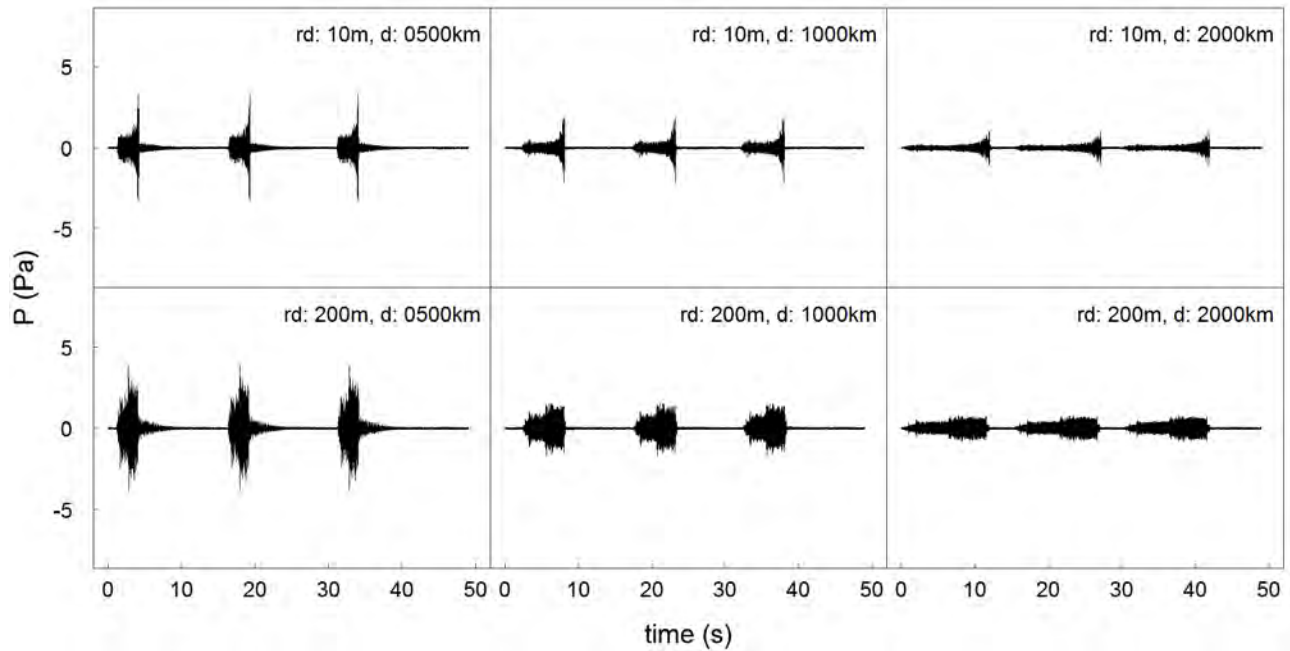 rd: 10m, d: 0500km
rd: 10m, d: 1000km
rd: 10m, d: 2000km
5
0
-5
rd: 200m, d: 0500km
rd: 200m, d: 1000km
rd: 200m, d: 2000km
5
0
-5
P (Pa)
0 10 20 30 40 50 0 10 20 30 40 50 0 10 20 30 40 50
time (s)